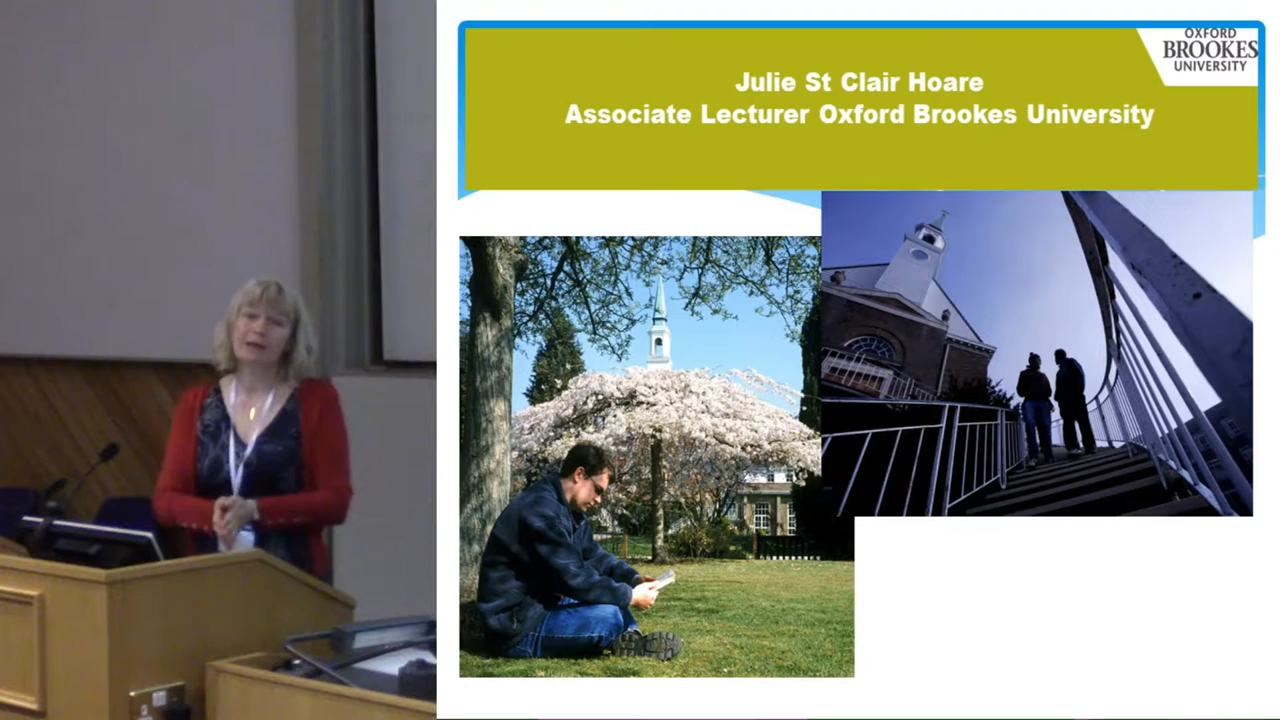 Julie St Clair Hoare
Associate Lecturer Oxford Brookes University
OXFORD
BROOKES
UNIVERSITY